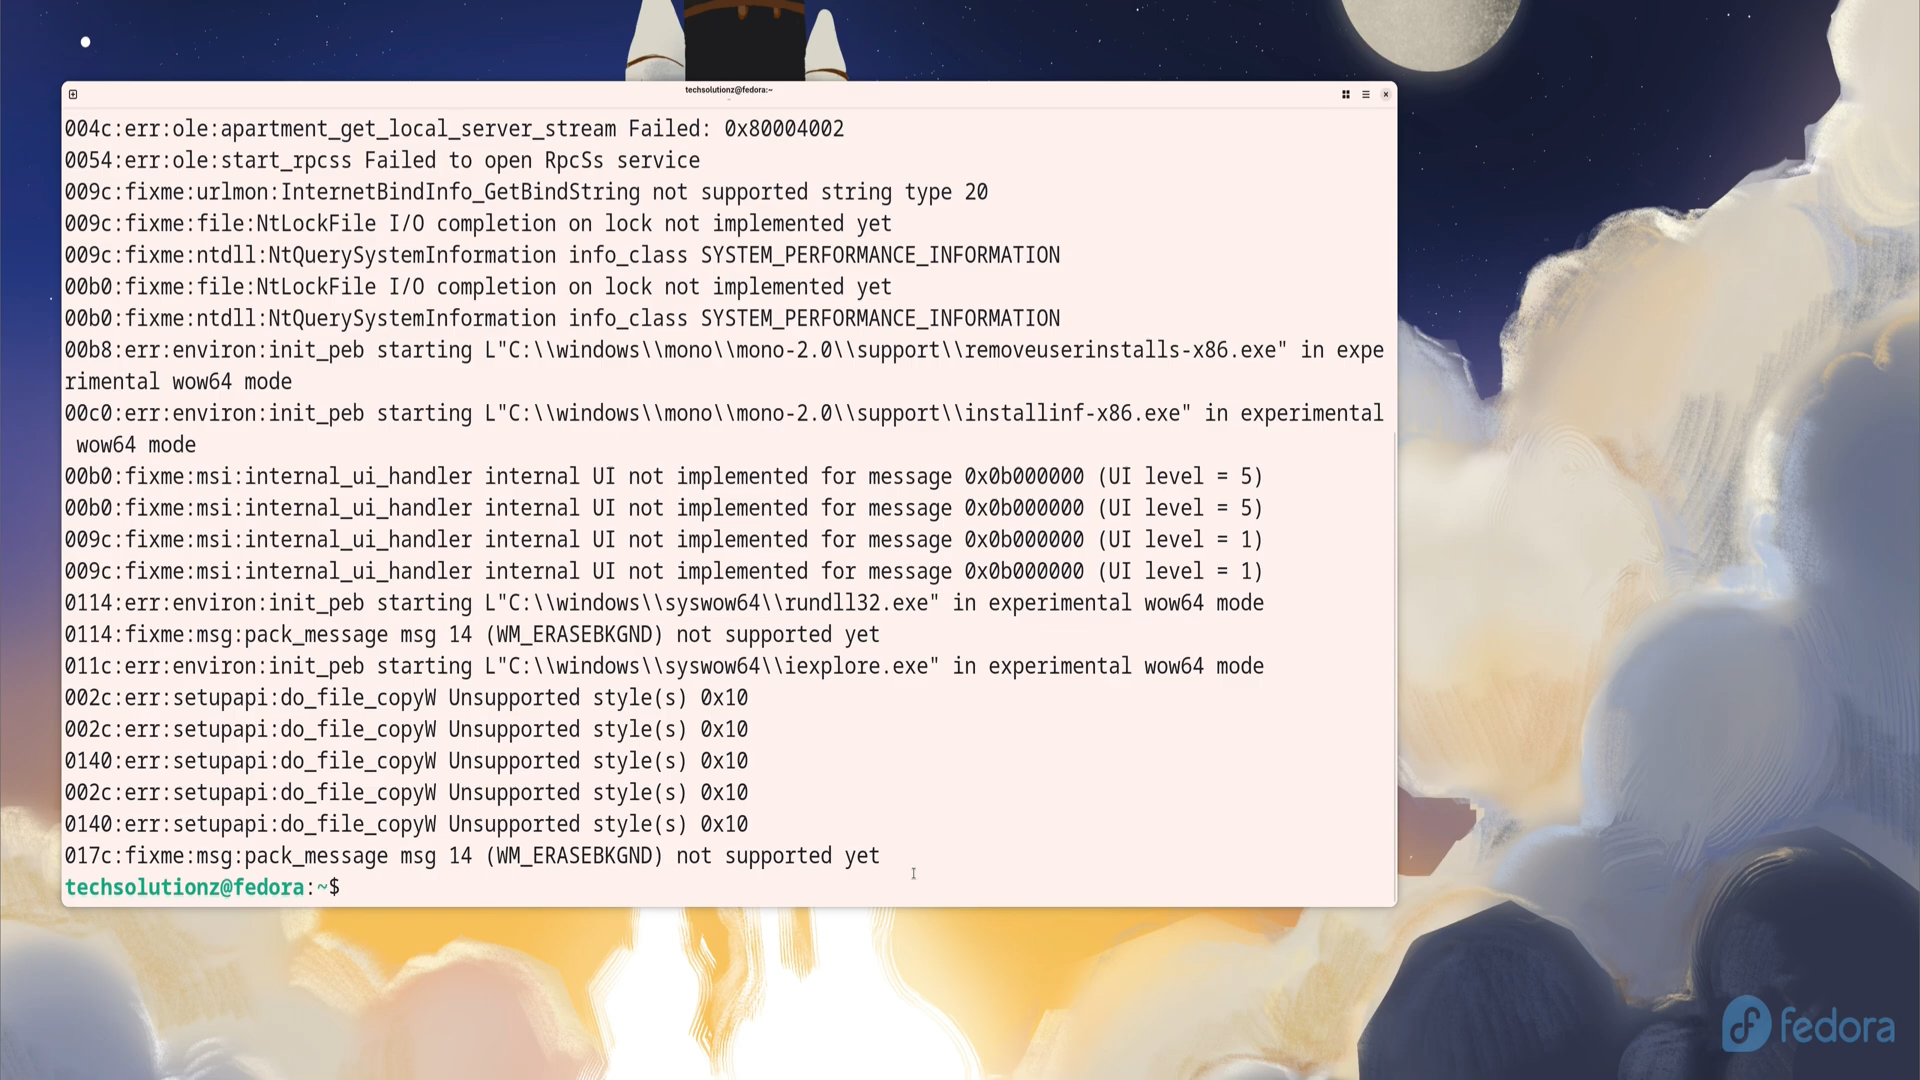 techsolutionz@fedora:~
004c:err:ole:apartment_get_local_server_stream Failed: 0x80004002
0054:err:ole:start_rpcss Failed to open RpcSs service
009c:fixme:urlmon:InternetBindInfo_GetBindString not supported string type 20
009c:fixme:file:NtLockFile I/O completion on lock not implemented yet
009c:fixme:ntdll:NtQuerySystemInformation info_class SYSTEM_PERFORMANCE_INFORMATION
00b0:fixme:file:NtLockFile I/O completion on lock not implemented yet
00b0:fixme:ntdll:NtQuerySystemInformation info_class SYSTEM_PERFORMANCE_INFORMATION
00b8:err:environ:init_peb starting L"C:\\windows\\mono\\mono-2.0\\support\\removeuserinstalls-x86.exe" in expe
rimental wow64 mode
00c0:err:environ:init_peb starting L"C:\\windows\\mono\\mono-2.0\\support\\installinf-x86.exe" in experimental
 wow64 mode
00b0:fixme:msi:internal_ui_handler internal UI not implemented for message 0x0b000000 (UI level = 5)
00b0:fixme:msi:internal_ui_handler internal UI not implemented for message 0x0b000000 (UI level = 5)
009c:fixme:msi:internal_ui_handler internal UI not implemented for message 0x0b000000 (UI level = 1)
009c:fixme:msi:internal_ui_handler internal UI not implemented for message 0x0b000000 (UI level = 1)
0114:err:environ:init_peb starting L"C:\\windows\\syswow64\\rundll32.exe" in experimental wow64 mode
0114:fixme:msg:pack_message msg 14 (WM_ERASEBKGND) not supported yet
011c:err:environ:init_peb starting L"C:\\windows\\syswow64\\iexplore.exe" in experimental wow64 mode
002c:err:setupapi:do_file_copyW Unsupported style(s) 0x10
002c:err:setupapi:do_file_copyW Unsupported style(s) 0x10
0140:err:setupapi:do_file_copyW Unsupported style(s) 0x10
002c:err:setupapi:do_file_copyW Unsupported style(s) 0x10
0140:err:setupapi:do_file_copyW Unsupported style(s) 0x10
017c:fixme:msg:pack_message msg 14 (WM_ERASEBKGND) not supported yet
techsolutionz@fedora:~$
fedora